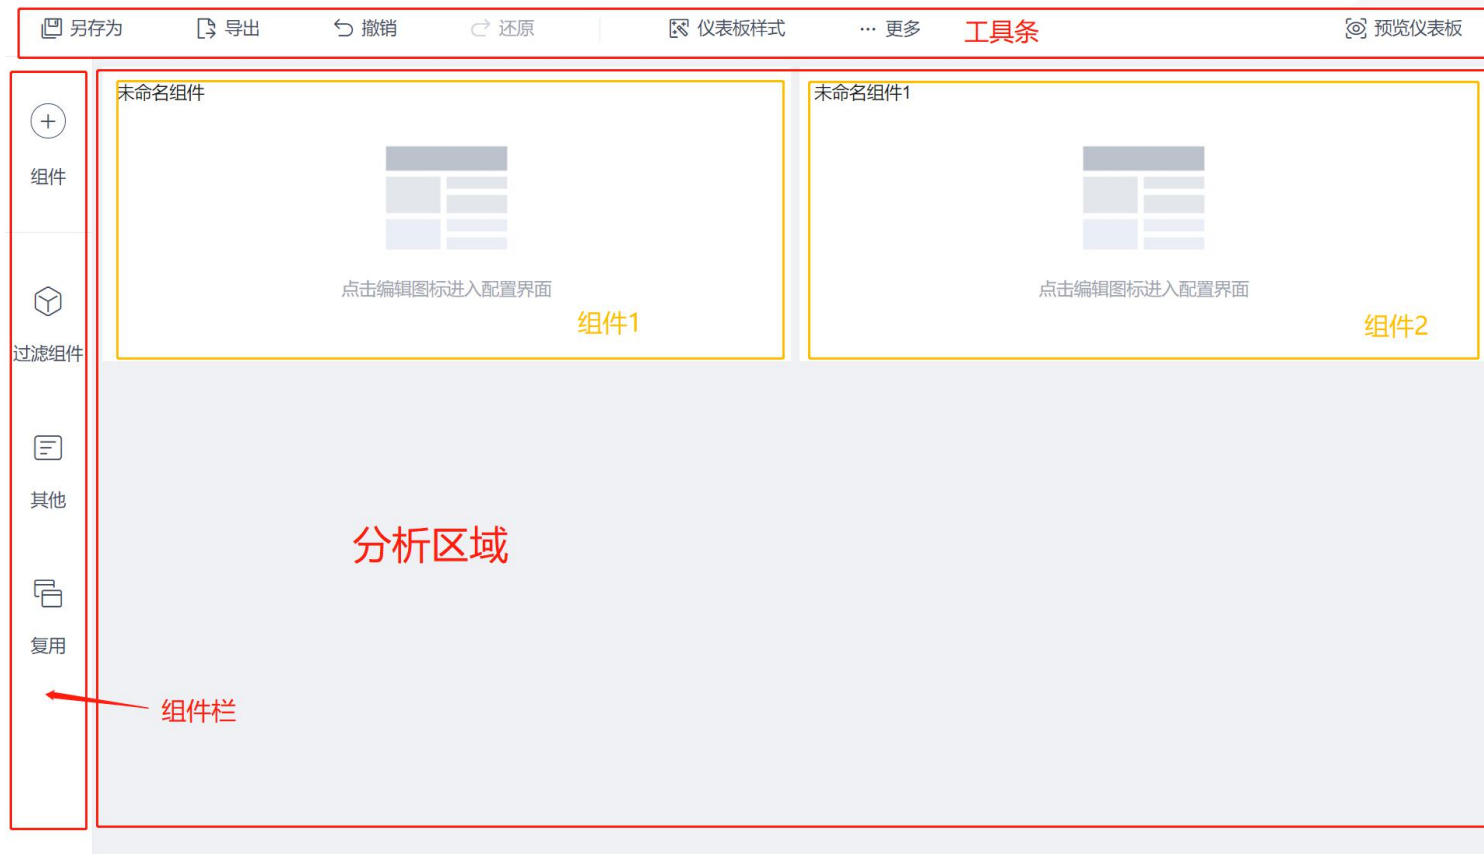 另存为 导出 撤销 还原 仪表板样式 ··· 更多 工具条 预览仪表板
组件
过滤组件
其他
复用
未命名组件
点击编辑图标进入配置界面
组件1
未命名组件1
点击编辑图标进入配置界面
组件2
分析区域
组件栏